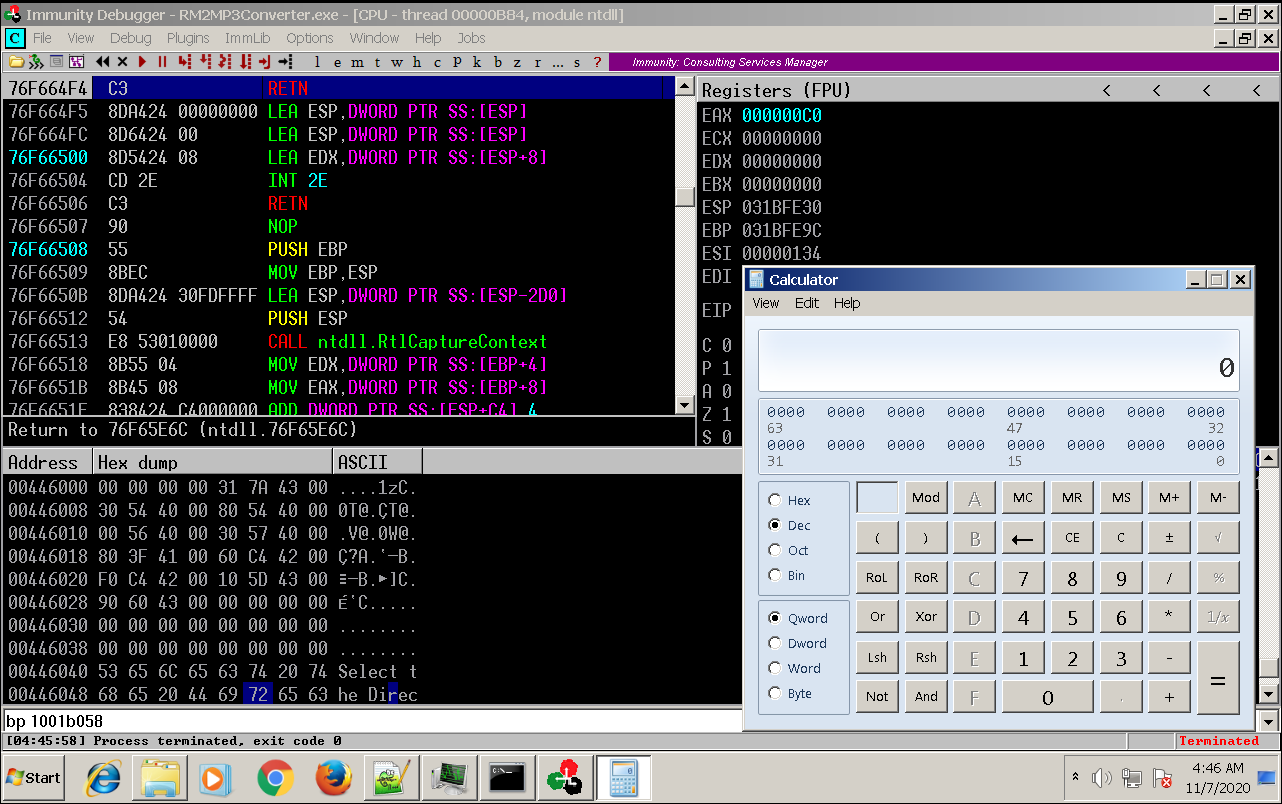 Immunity Debugger - RM2MP3Converter.exe - [CPU - thread 00000B84, module ntdll]
C File View Debug Plugins ImmLib Options Window Help Jobs
l e m t w h c p k b z r ... s ? Immunity: Consulting Services Manager
76F664F4 C3 RETN
76F664F5 8DA424 00000000 LEA ESP,DWORD PTR SS:[ESP]
76F664FC 8D6424 00 LEA ESP,DWORD PTR SS:[ESP]
76F66500 8D5424 08 LEA EDX,DWORD PTR SS:[ESP+8]
76F66504 CD 2E INT 2E
76F66506 C3 RETN
76F66507 90 NOP
76F66508 55 PUSH EBP
76F66509 8BEC MOV EBP,ESP
76F6650B 8DA424 30FDFFFF LEA ESP,DWORD PTR SS:[ESP-2D0]
76F66512 54 PUSH ESP
76F66513 E8 53010000 CALL ntdll.RtlCaptureContext
76F66518 8B55 04 MOV EDX,DWORD PTR SS:[EBP+4]
76F6651B 8B45 08 MOV EAX,DWORD PTR SS:[EBP+8]
76F6651E 838424 C4000000 ADD DWORD PTR SS:[ESP+C4] 4
Return to 76F65E6C (ntdll.76F65E6C)
Registers (FPU) < < < <
EAX 000000C0
ECX 00000000
EDX 00000000
EBX 00000000
ESP 031BFE30
EBP 031BFE9C
ESI 00000134
EDI
EIP
C 0
P 1
A 0
Z 1
S 0
Address Hex dump ASCII
00446000 00 00 00 00 31 7A 43 00 ....1zC.
00446008 30 54 40 00 80 54 40 00 0T@.ÇT@.
00446010 00 56 40 00 30 57 40 00 .V@.0W@.
00446018 80 3F 41 00 60 C4 42 00 Ç?A.`─B.
00446020 F0 C4 42 00 10 5D 43 00 ≡─B.►]C.
00446028 90 60 43 00 00 00 00 00 É`C.....
00446030 00 00 00 00 00 00 00 00 ........
00446038 00 00 00 00 00 00 00 00 ........
00446040 53 65 6C 65 63 74 20 74 Select t
00446048 68 65 20 44 69 72 65 63 he Direc
bp 1001b058
[04:45:58] Process terminated, exit code 0 Terminated
Calculator
View Edit Help
0
0000 0000 0000 0000 0000 0000 0000 0000
63 47 32
0000 0000 0000 0000 0000 0000 0000 0000
31 15 0
Hex Mod A MC MR MS M+ M-
Dec ( ) B ← CE C ± √
Oct
Bin RoL RoR C 7 8 9 / %
Qword Or Xor D 4 5 6 * 1/x
Dword
Word Lsh Rsh E 1 2 3 - =
Byte Not And F 0 . +
Start
4:46 AM
11/7/2020